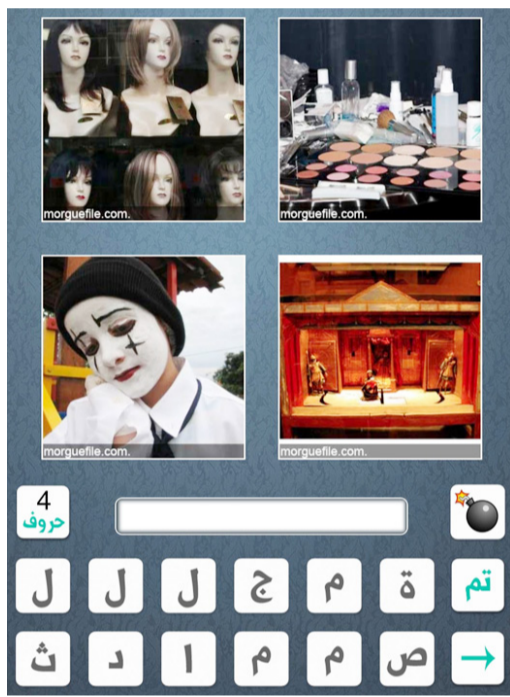 morguefile.com. morguefile.com.
morguefile.com. morguefile.com.
4
حروف
تم ة م ج ل ل ل
→ ص م م ا د ث